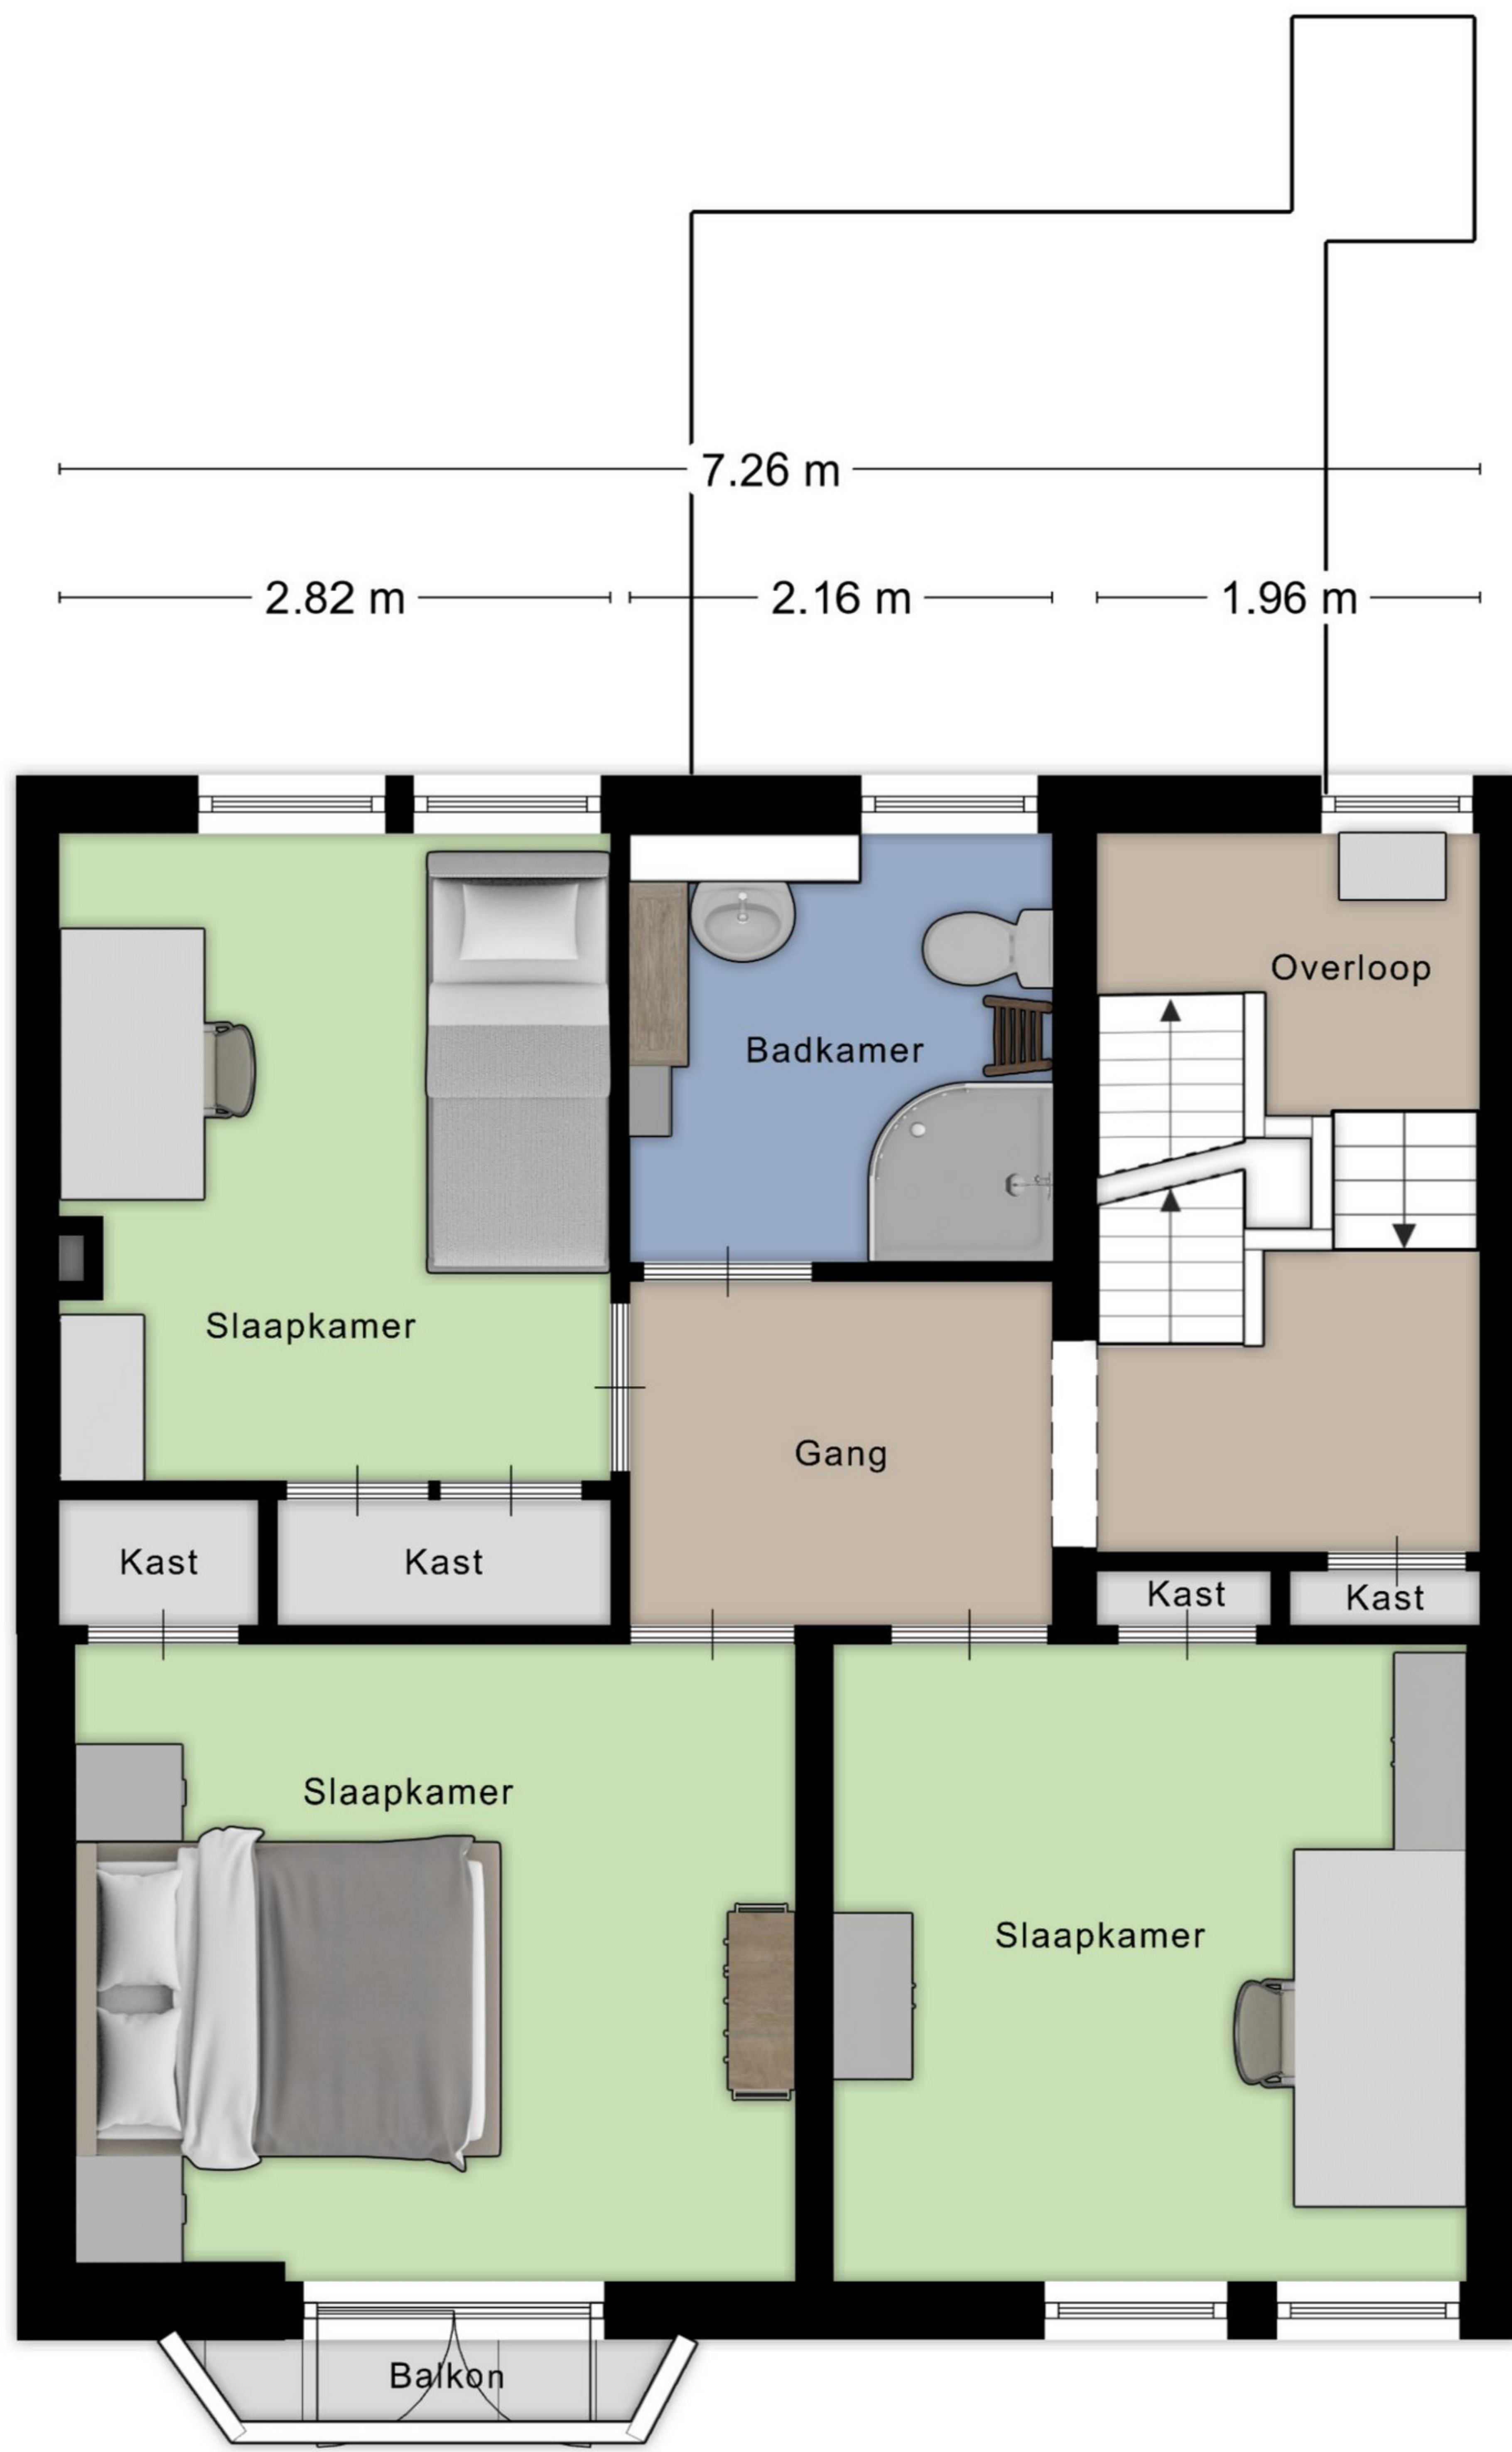 7.26 m
2.82 m
2.16 m
1.96 m
Overloop
Badkamer
Slaapkamer
Gang
Kast
Kast
Kast
Kast
Slaapkamer
Slaapkamer
Balkon